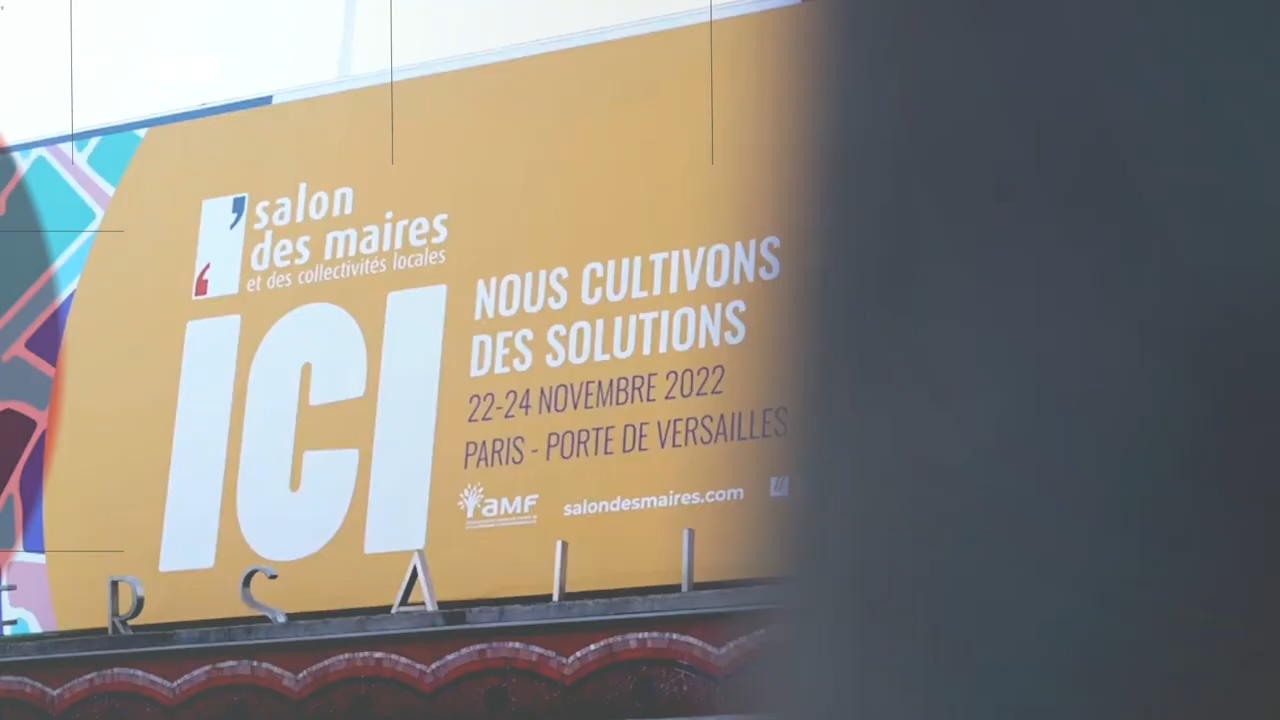 salon
des maires
et des collectivités locales
ici
NOUS CULTIVONS
DES SOLUTIONS
22-24 NOVEMBRE 2022
PARIS - PORTE DE VERSAILLES
aMF
salondesmaires.com
ERSAIL